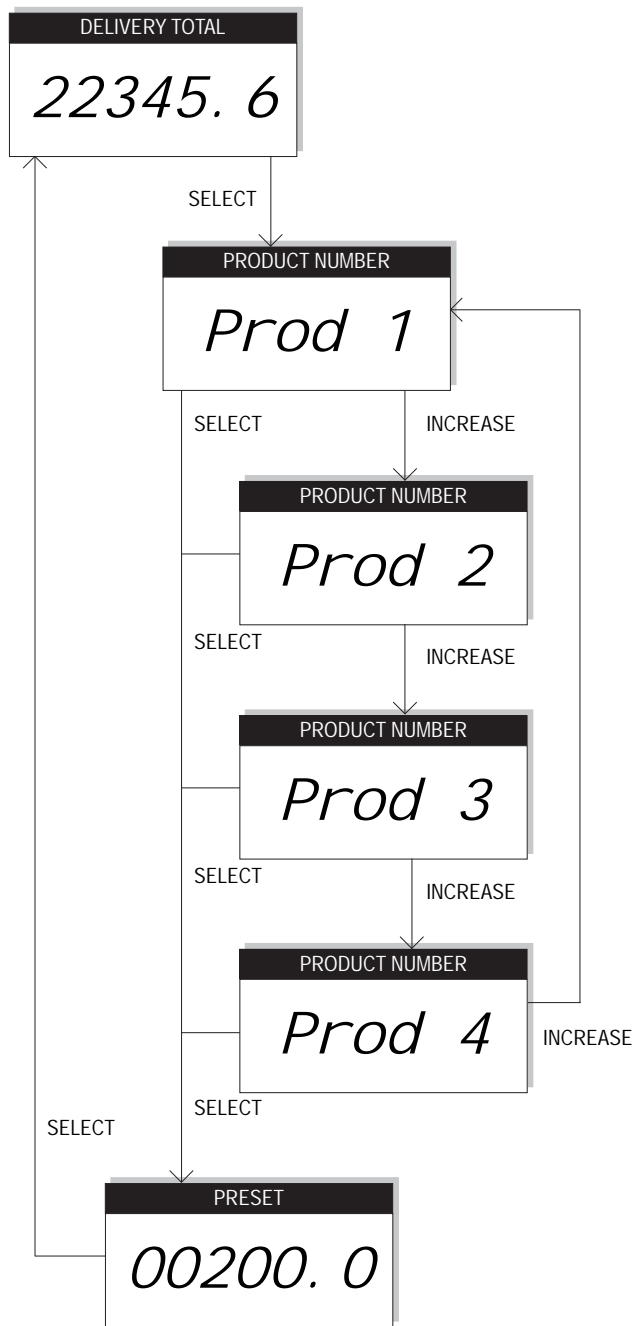 DELIVERY TOTAL
22345. 6
SELECT
PRODUCT NUMBER
Prod 1
SELECT
INCREASE
PRODUCT NUMBER
Prod 2
SELECT
INCREASE
PRODUCT NUMBER
Prod 3
SELECT
INCREASE
PRODUCT NUMBER
Prod 4
INCREASE
SELECT
SELECT
PRESET
00200. 0